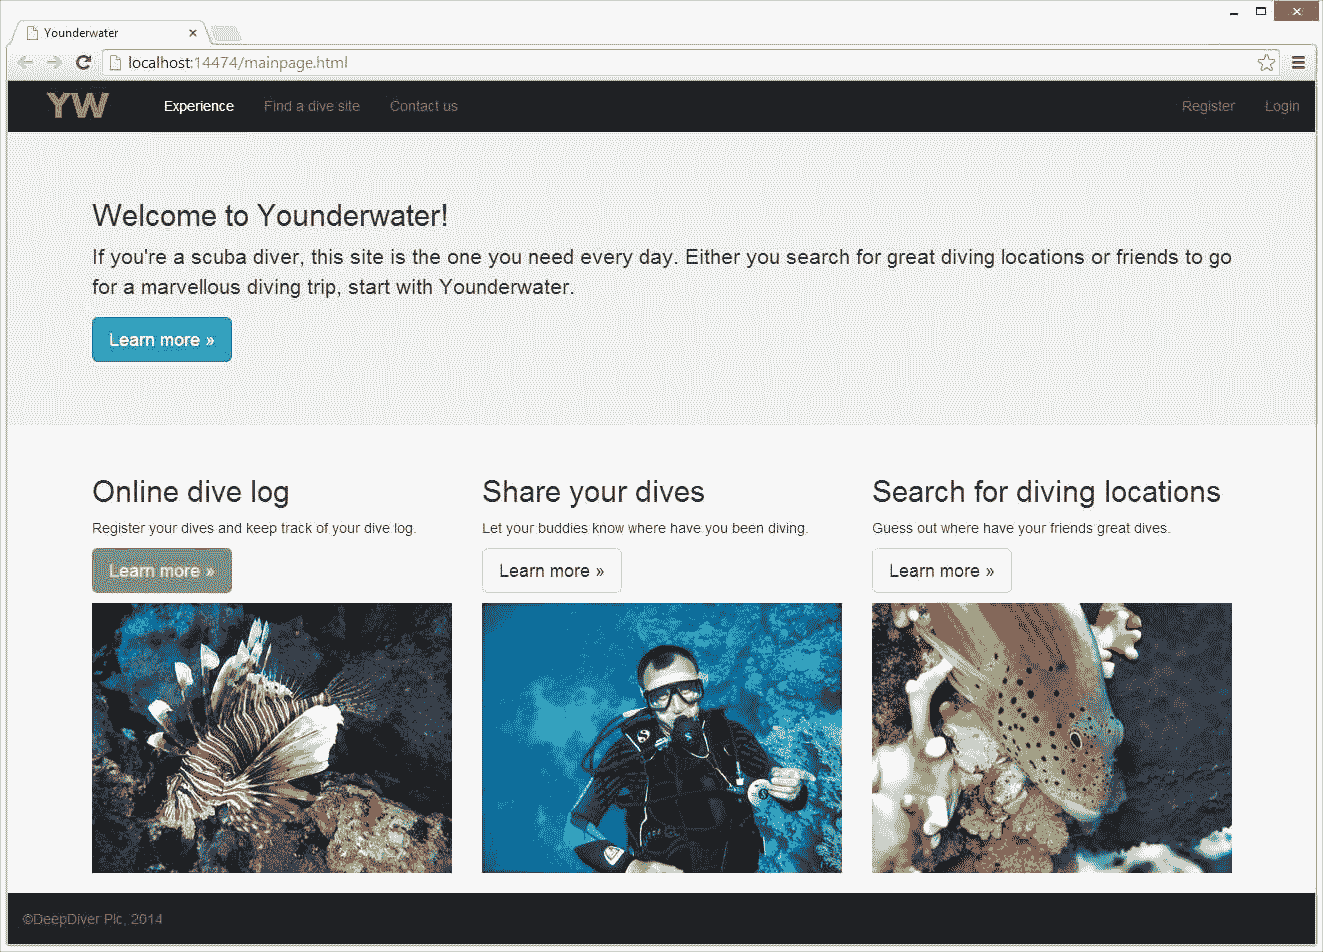 Younderwater
localhost:14474/mainpage.html
YW Experience Find a dive site Contact us Register Login
Welcome to Younderwater!
If you're a scuba diver, this site is the one you need every day. Either you search for great diving locations or friends to go
for a marvellous diving trip, start with Younderwater.
Learn more »
Online dive log
Register your dives and keep track of your dive log.
Learn more »
Share your dives
Let your buddies know where have you been diving.
Learn more »
Search for diving locations
Guess out where have your friends great dives.
Learn more »
©DeepDiver Plc, 2014